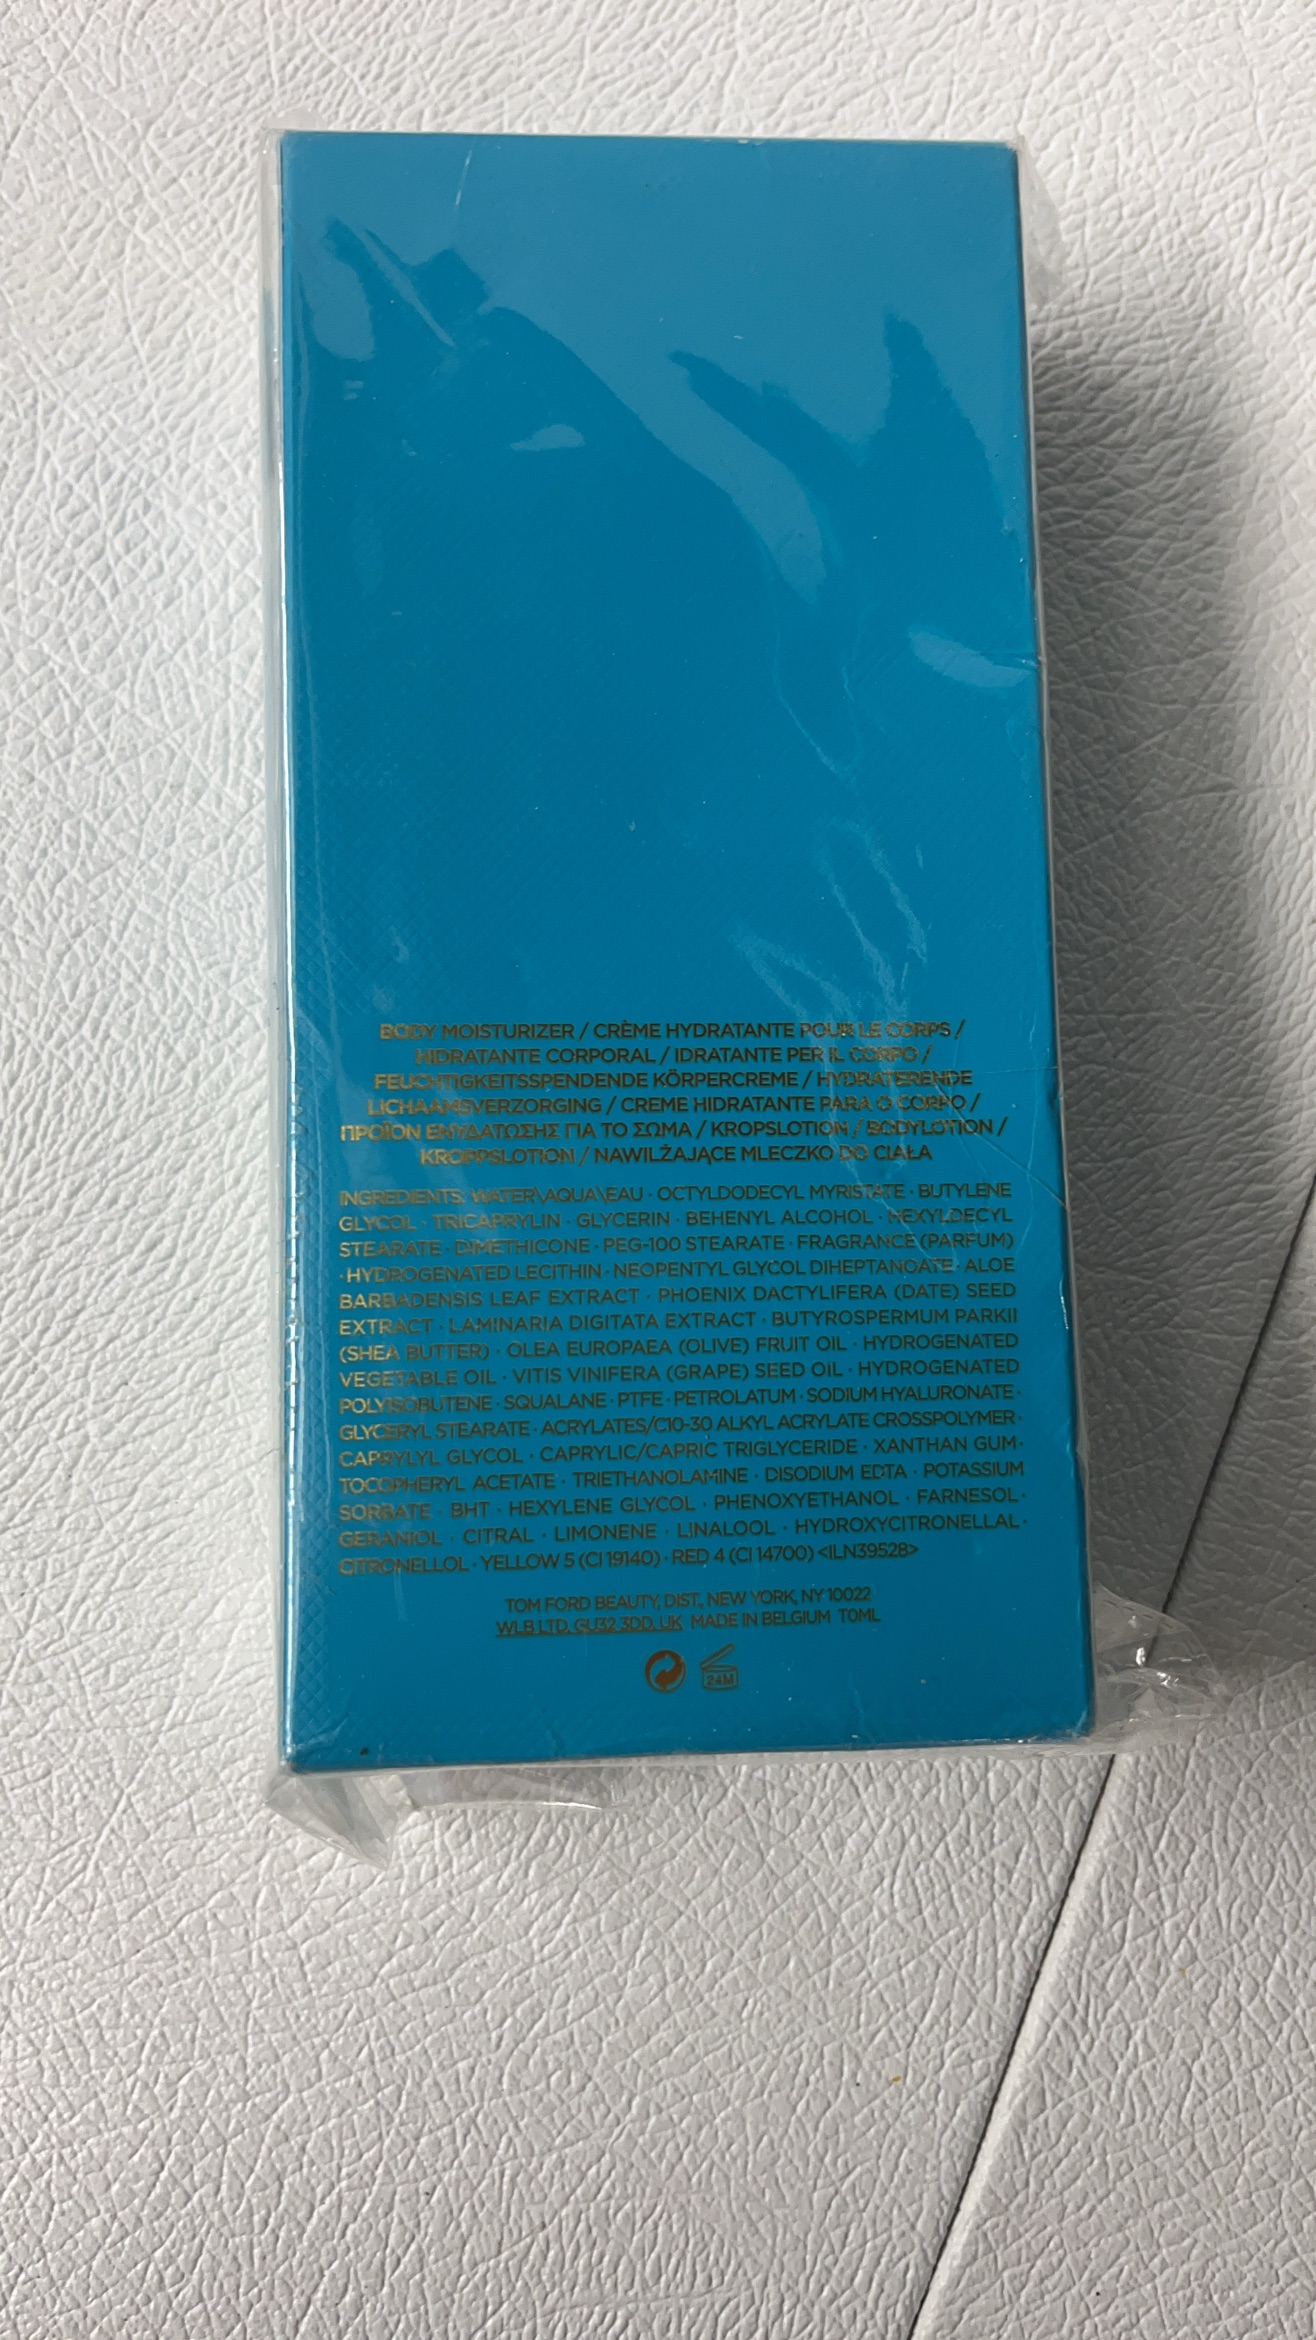 BODY MOISTURIZER / CRÈME HYDRATANTE POUR LE CORPS /
HIDRATANTE CORPORAL / IDRATANTE PER IL CORPO /
FEUCHTIGKEITSSPENDENDE KÖRPERCREME / HYDRATERENDE
LICHAAMSVERZORGING / CREME HIDRATANTE PARA O CORPO /
ΠΡΟΪΟΝ ΕΝΥΔΑΤΩΣΗΣ ΓΙΑ ΤΟ ΣΩΜΑ / KROPSLOTION / BODYLOTION /
KROPPSLOTION / NAWILŻAJĄCE MLECZKO DO CIAŁA
INGREDIENTS: WATER\AQUA\EAU · OCTYLDODECYL MYRISTATE · BUTYLENE
GLYCOL · TRICAPRYLIN · GLYCERIN · BEHENYL ALCOHOL · HEXYLDECYL
STEARATE · DIMETHICONE · PEG-100 STEARATE · FRAGRANCE (PARFUM)
· HYDROGENATED LECITHIN · NEOPENTYL GLYCOL DIHEPTANOATE · ALOE
BARBADENSIS LEAF EXTRACT · PHOENIX DACTYLIFERA (DATE) SEED
EXTRACT · LAMINARIA DIGITATA EXTRACT · BUTYROSPERMUM PARKII
(SHEA BUTTER) · OLEA EUROPAEA (OLIVE) FRUIT OIL · HYDROGENATED
VEGETABLE OIL · VITIS VINIFERA (GRAPE) SEED OIL · HYDROGENATED
POLYISOBUTENE · SQUALANE · PTFE · PETROLATUM · SODIUM HYALURONATE ·
GLYCERYL STEARATE · ACRYLATES/C10-30 ALKYL ACRYLATE CROSSPOLYMER ·
CAPRYLYL GLYCOL · CAPRYLIC/CAPRIC TRIGLYCERIDE · XANTHAN GUM ·
TOCOPHERYL ACETATE · TRIETHANOLAMINE · DISODIUM EDTA · POTASSIUM
SORBATE · BHT · HEXYLENE GLYCOL · PHENOXYETHANOL · FARNESOL ·
GERANIOL · CITRAL · LIMONENE · LINALOOL · HYDROXYCITRONELLAL ·
CITRONELLOL · YELLOW 5 (CI 19140) · RED 4 (CI 14700) <ILN39528>
TOM FORD BEAUTY, DIST., NEW YORK, NY 10022
WLB LTD, GU32 3DD, UK MADE IN BELGIUM T0ML
24M